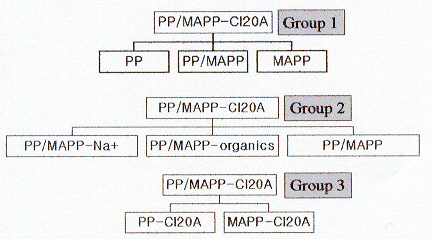 PP/MAPP-Cl20A Group 1
PP PP/MAPP MAPP
PP/MAPP-Cl20A Group 2
PP/MAPP-Na+ PP/MAPP-organics PP/MAPP
PP/MAPP-Cl20A Group 3
PP-Cl20A MAPP-Cl20A